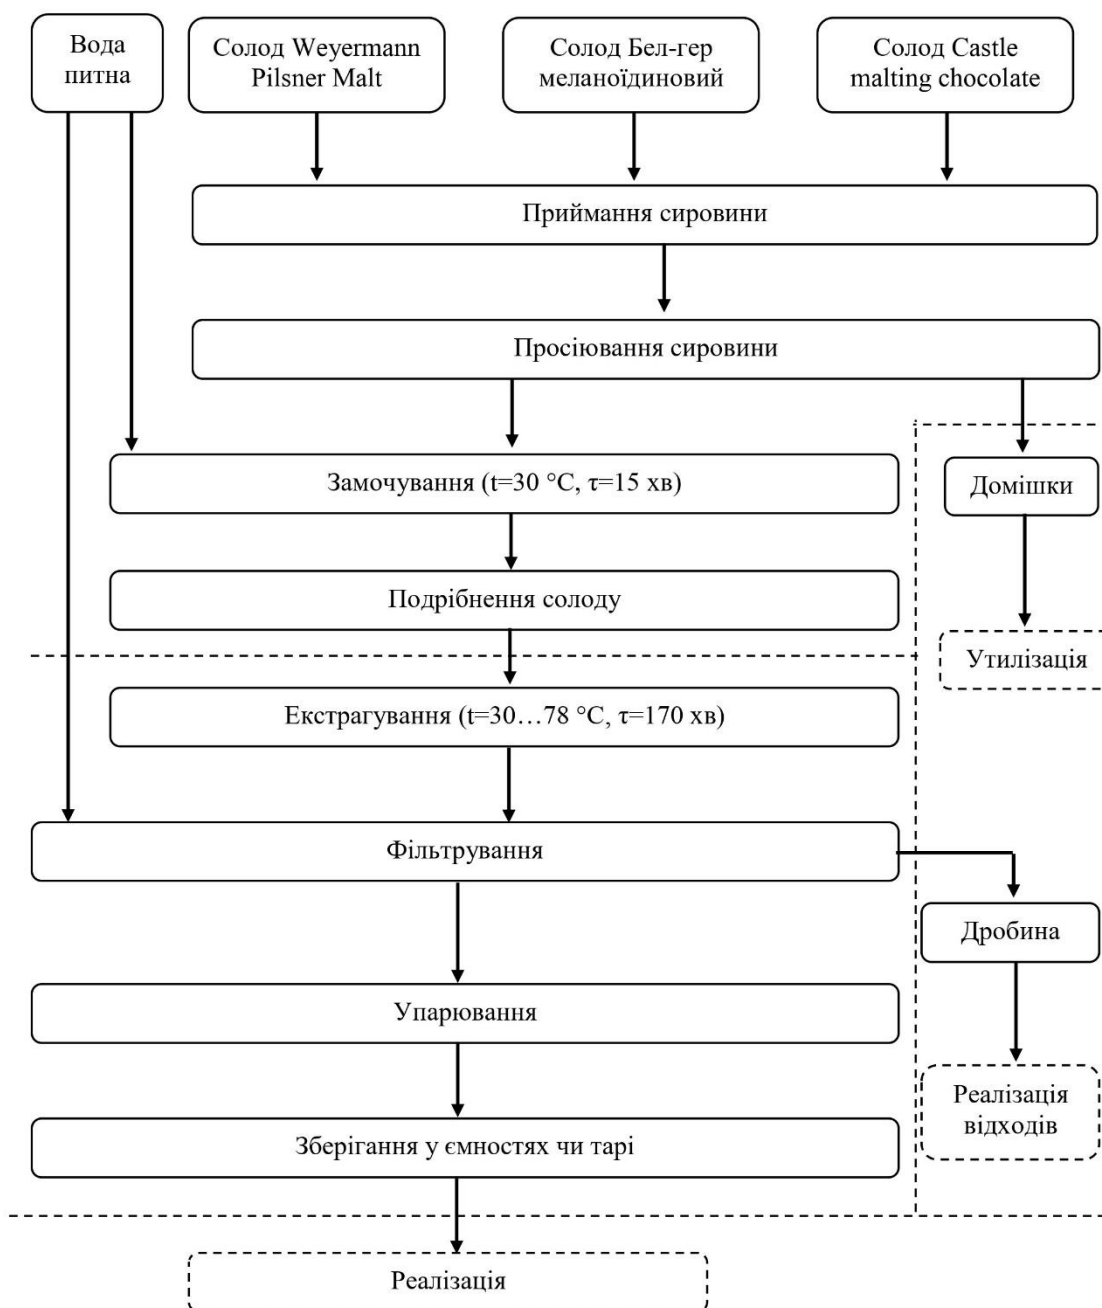 Вода
питна
Солод Weyermann
Pilsner Malt
Солод Бел-гер
меланоїдиновий
Солод Castle
malting chocolate
Приймання сировини
Просіювання сировини
Замочування (t=30 °C, τ=15 хв)
Домішки
Подрібнення солоду
Утилізація
Екстрагування (t=30…78 °C, τ=170 хв)
Фільтрування
Дробина
Упарювання
Реалізація
відходів
Зберігання у ємностях чи тарі
Реалізація